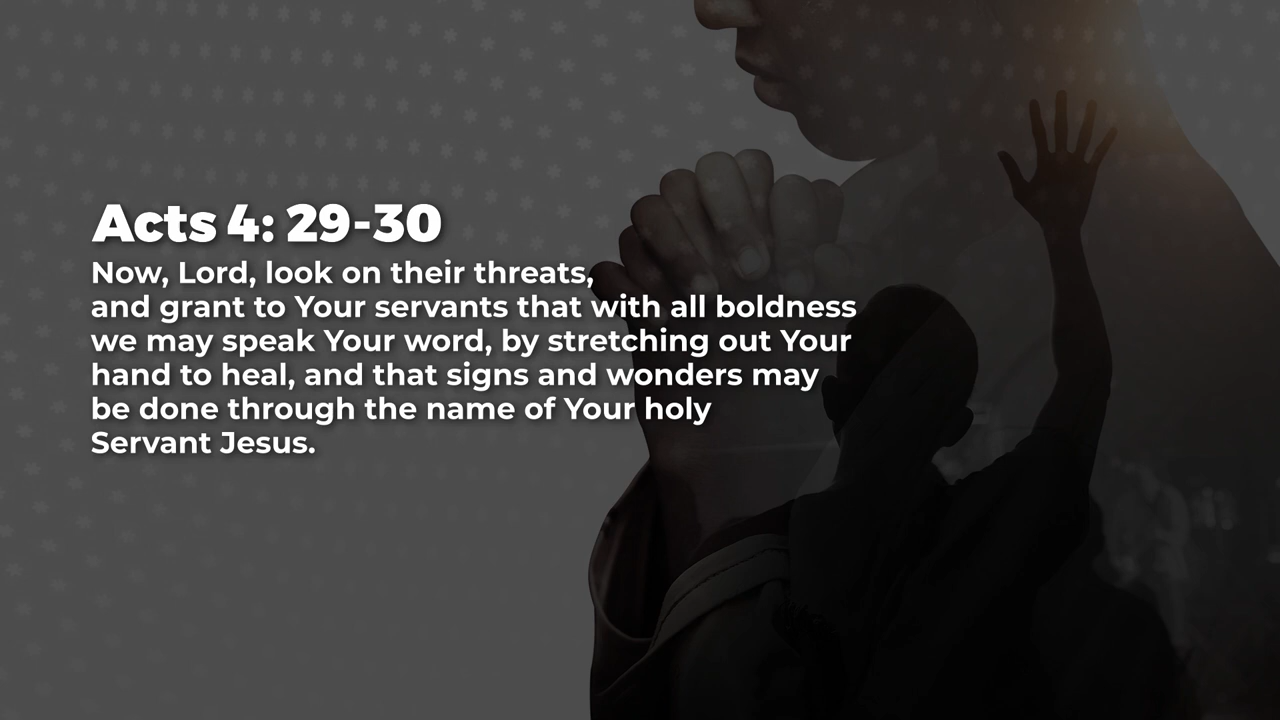 Acts 4: 29-30
Now, Lord, look on their threats,
and grant to Your servants that with all boldness
we may speak Your word, by stretching out Your
hand to heal, and that signs and wonders may
be done through the name of Your holy
Servant Jesus.